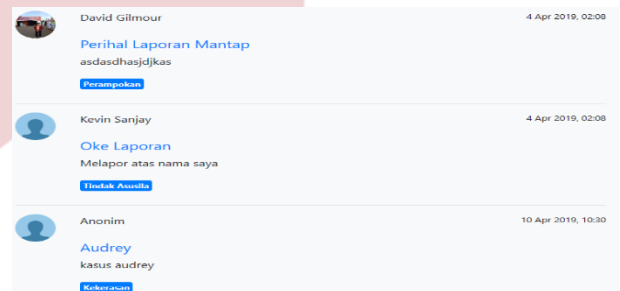 David Gilmour
4 Apr 2019, 02:08
Perihal Laporan Mantap
asdasdhasjdjkas
Perampokan
Kevin Sanjay
4 Apr 2019, 02:08
Oke Laporan
Melapor atas nama saya
Tindak Asusila
Anonim
10 Apr 2019, 10:30
Audrey
kasus audrey
Kekerasan